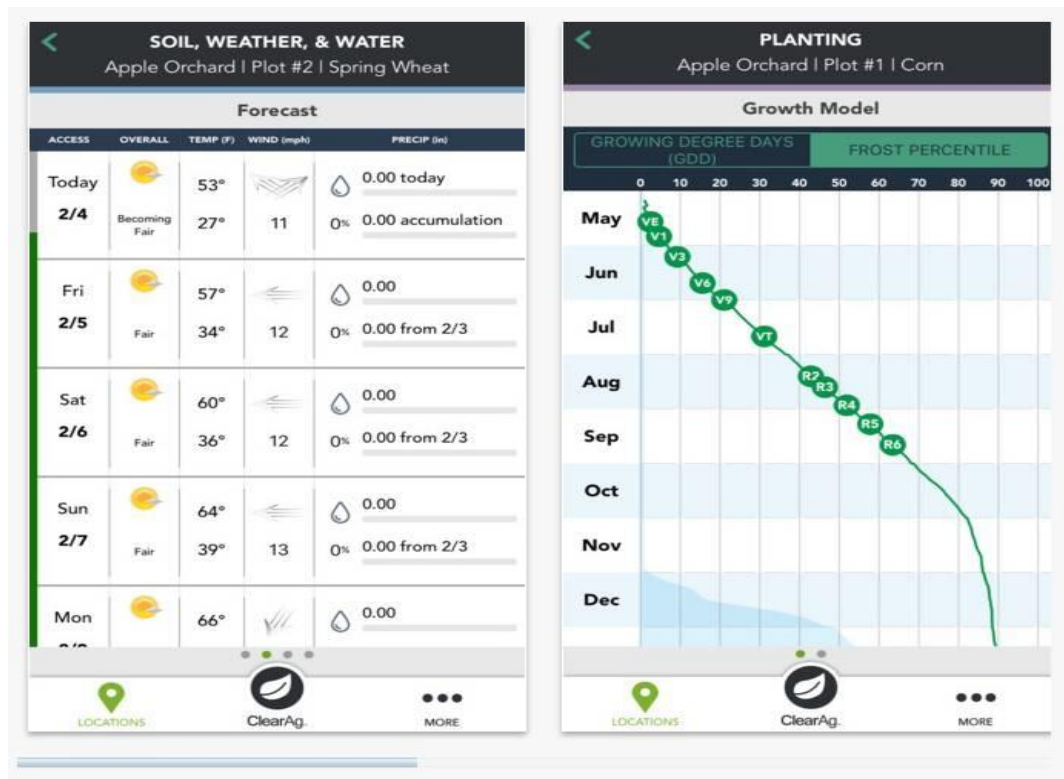 SOIL, WEATHER, & WATER
Apple Orchard | Plot #2 | Spring Wheat
Forecast
ACCESS OVERALL TEMP (F) WIND (mph) PRECIP (in)
Today 53° 0.00 today
2/4 Becoming Fair 27° 11 0% 0.00 accumulation
Fri 57° 0.00
2/5 Fair 34° 12 0% 0.00 from 2/3
Sat 60° 0.00
2/6 Fair 36° 12 0% 0.00 from 2/3
Sun 64° 0.00
2/7 Fair 39° 13 0% 0.00 from 2/3
Mon 66° 0.00
LOCATIONS ClearAg. MORE
PLANTING
Apple Orchard | Plot #1 | Corn
Growth Model
GROWING DEGREE DAYS (GDD) FROST PERCENTILE
0 10 20 30 40 50 60 70 80 90 100
May
VE
V1
V3
Jun
V6
V9
Jul
VT
Aug
R2
R3
R4
Sep
R5
R6
Oct
Nov
Dec
LOCATIONS ClearAg. MORE